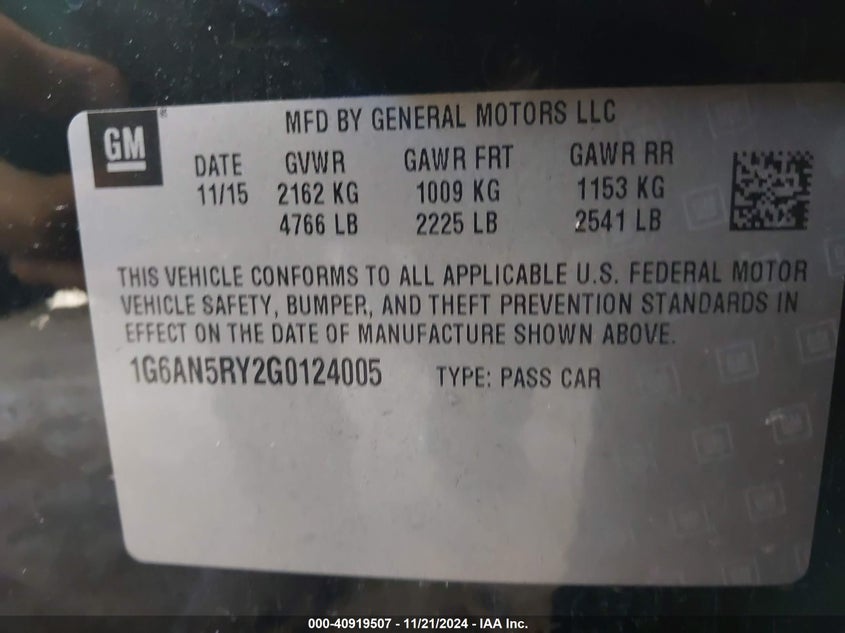 GM
MFD BY GENERAL MOTORS LLC
DATE GVWR GAWR FRT GAWR RR
11/15 2162 KG 1009 KG 1153 KG
4766 LB 2225 LB 2541 LB
THIS VEHICLE CONFORMS TO ALL APPLICABLE U.S. FEDERAL MOTOR
VEHICLE SAFETY, BUMPER, AND THEFT PREVENTION STANDARDS IN
EFFECT ON THE DATE OF MANUFACTURE SHOWN ABOVE.
1G6AN5RY2G0124005 TYPE: PASS CAR
000-40919507 - 11/21/2024 - IAA Inc.